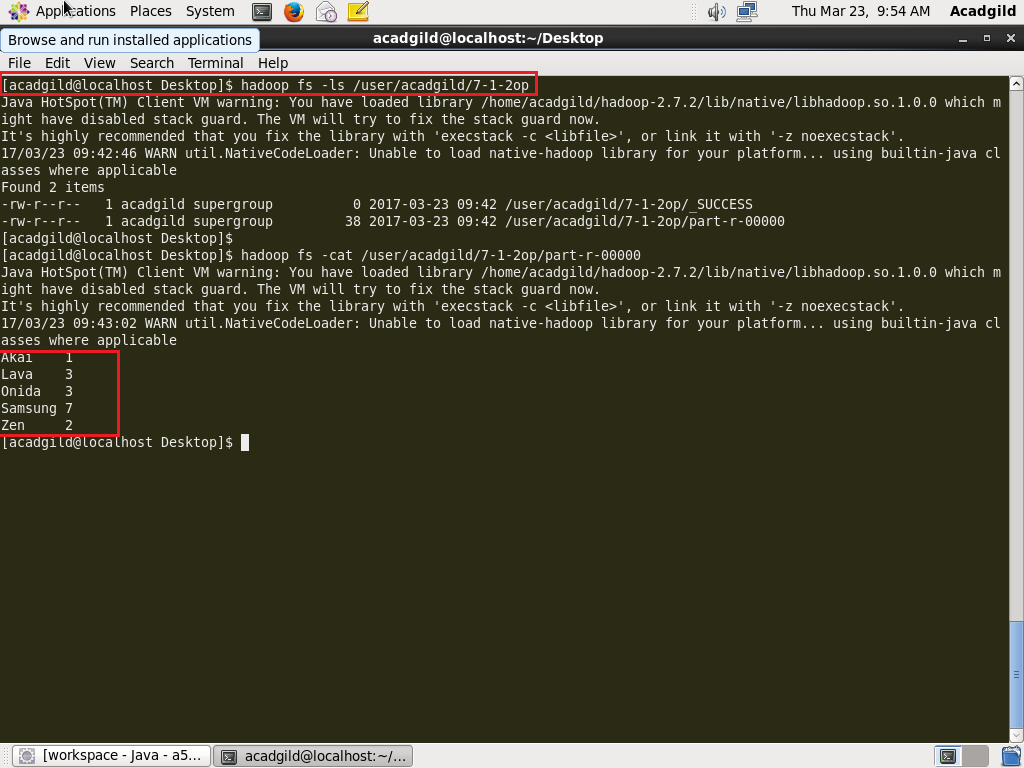 Applications Places System Thu Mar 23, 9:54 AM Acadgild
Browse and run installed applications acadgild@localhost:~/Desktop
File Edit View Search Terminal Help
[acadgild@localhost Desktop]$ hadoop fs -ls /user/acadgild/7-1-2op
Java HotSpot(TM) Client VM warning: You have loaded library /home/acadgild/hadoop-2.7.2/lib/native/libhadoop.so.1.0.0 which m
ight have disabled stack guard. The VM will try to fix the stack guard now.
It's highly recommended that you fix the library with 'execstack -c <libfile>', or link it with '-z noexecstack'.
17/03/23 09:42:46 WARN util.NativeCodeLoader: Unable to load native-hadoop library for your platform... using builtin-java cl
asses where applicable
Found 2 items
-rw-r--r--   1 acadgild supergroup          0 2017-03-23 09:42 /user/acadgild/7-1-2op/_SUCCESS
-rw-r--r--   1 acadgild supergroup         38 2017-03-23 09:42 /user/acadgild/7-1-2op/part-r-00000
[acadgild@localhost Desktop]$
[acadgild@localhost Desktop]$ hadoop fs -cat /user/acadgild/7-1-2op/part-r-00000
Java HotSpot(TM) Client VM warning: You have loaded library /home/acadgild/hadoop-2.7.2/lib/native/libhadoop.so.1.0.0 which m
ight have disabled stack guard. The VM will try to fix the stack guard now.
It's highly recommended that you fix the library with 'execstack -c <libfile>', or link it with '-z noexecstack'.
17/03/23 09:43:02 WARN util.NativeCodeLoader: Unable to load native-hadoop library for your platform... using builtin-java cl
asses where applicable
Akai    1
Lava    3
Onida   3
Samsung 7
Zen     2
[acadgild@localhost Desktop]$
[workspace - Java - a5... acadgild@localhost:~/...